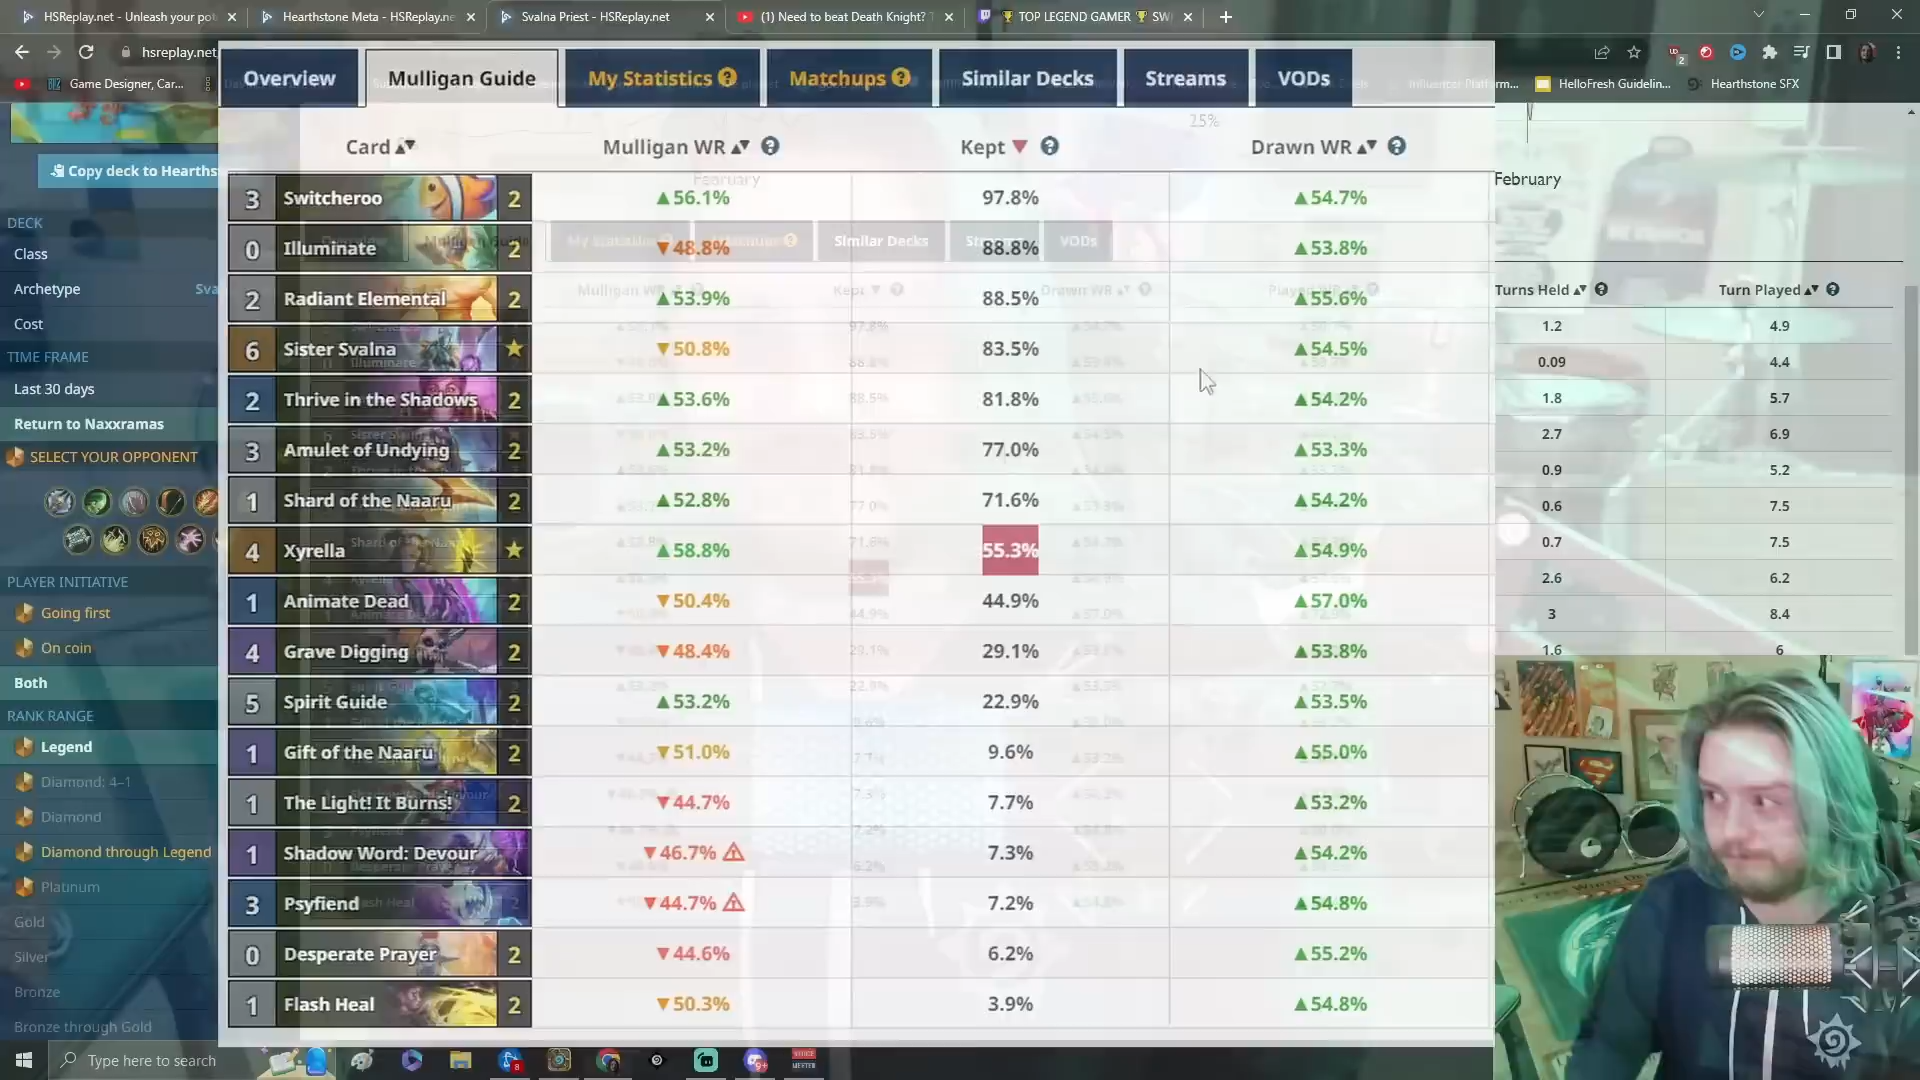 HSReplay.net - Unleash your po
Hearthstone Meta - HSReplay.ne
Svalna Priest - HSReplay.net
(1) Need to beat Death Knight?
TOP LEGEND GAMER
hsreplay.net
Game Designer, Car...
HelloFresh Guidelin...
Hearthstone SFX
Overview
Mulligan Guide
My Statistics ?
Matchups ?
Similar Decks
Streams
VODs
25%
Card
Mulligan WR ?
Kept ?
Drawn WR ?
Copy deck to Hearths
February
February
DECK
Class
Archetype Sva
Cost
TIME FRAME
Last 30 days
Return to Naxxramas
SELECT YOUR OPPONENT
PLAYER INITIATIVE
Going first
On coin
Both
RANK RANGE
Legend
Diamond: 4–1
Diamond
Diamond through Legend
Platinum
Gold
Silver
Bronze
Bronze through Gold
3 Switcheroo 2 ▲56.1% 97.8% ▲54.7%
0 Illuminate 2 ▼48.8% 88.8% ▲53.8%
2 Radiant Elemental 2 ▲53.9% 88.5% ▲55.6%
6 Sister Svalna ★ ▼50.8% 83.5% ▲54.5%
2 Thrive in the Shadows 2 ▲53.6% 81.8% ▲54.2%
3 Amulet of Undying 2 ▲53.2% 77.0% ▲53.3%
1 Shard of the Naaru 2 ▲52.8% 71.6% ▲54.2%
4 Xyrella ★ ▲58.8% 55.3% ▲54.9%
1 Animate Dead 2 ▼50.4% 44.9% ▲57.0%
4 Grave Digging 2 ▼48.4% 29.1% ▲53.8%
5 Spirit Guide 2 ▲53.2% 22.9% ▲53.5%
1 Gift of the Naaru 2 ▼51.0% 9.6% ▲55.0%
1 The Light! It Burns! 2 ▼44.7% 7.7% ▲53.2%
1 Shadow Word: Devour ▼46.7% 7.3% ▲54.2%
3 Psyfiend ▼44.7% 7.2% ▲54.8%
0 Desperate Prayer 2 ▼44.6% 6.2% ▲55.2%
1 Flash Heal 2 ▼50.3% 3.9% ▲54.8%
Turns Held ? Turn Played ?
1.2 4.9
0.09 4.4
1.8 5.7
2.7 6.9
0.9 5.2
0.6 7.5
0.7 7.5
2.6 6.2
3 8.4
1.6 6
Type here to search